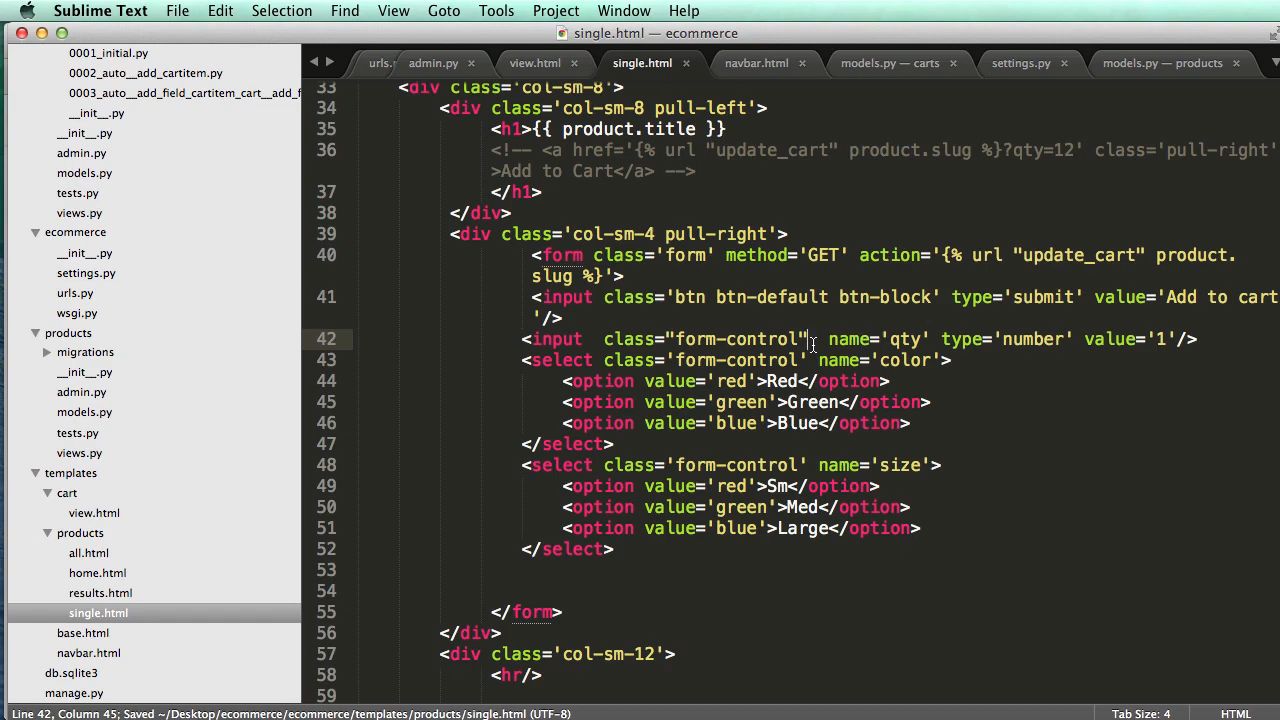 Sublime Text File Edit Selection Find View Goto Tools Project Window Help
single.html — ecommerce
urls. admin.py × view.html × single.html × navbar.html × models.py — carts × settings.py × models.py — products ×
0001_initial.py
0002_auto__add_cartitem.py
0003_auto__add_field_cartitem_cart__add_f
__init__.py
__init__.py
admin.py
models.py
tests.py
views.py
ecommerce
__init__.py
settings.py
urls.py
wsgi.py
products
migrations
__init__.py
admin.py
models.py
tests.py
views.py
templates
cart
view.html
products
all.html
home.html
results.html
single.html
base.html
navbar.html
db.sqlite3
manage.py
33 <div class='col-sm-8'>
34 <div class='col-sm-8 pull-left'>
35 <h1>{{ product.title }}
36 <!-- <a href='{% url "update_cart" product.slug %}?qty=12' class='pull-right'
>Add to Cart</a> -->
37 </h1>
38 </div>
39 <div class='col-sm-4 pull-right'>
40 <form class='form' method='GET' action='{% url "update_cart" product.
slug %}'>
41 <input class='btn btn-default btn-block' type='submit' value='Add to cart
'/>
42 <input  class="form-control"  name='qty' type='number' value='1'/>
43 <select class='form-control' name='color'>
44 <option value='red'>Red</option>
45 <option value='green'>Green</option>
46 <option value='blue'>Blue</option>
47 </select>
48 <select class='form-control' name='size'>
49 <option value='red'>Sm</option>
50 <option value='green'>Med</option>
51 <option value='blue'>Large</option>
52 </select>
53
54
55 </form>
56 </div>
57 <div class='col-sm-12'>
58 <hr/>
59
Line 42, Column 45; Saved ~/Desktop/ecommerce/ecommerce/templates/products/single.html (UTF-8) Tab Size: 4 HTML